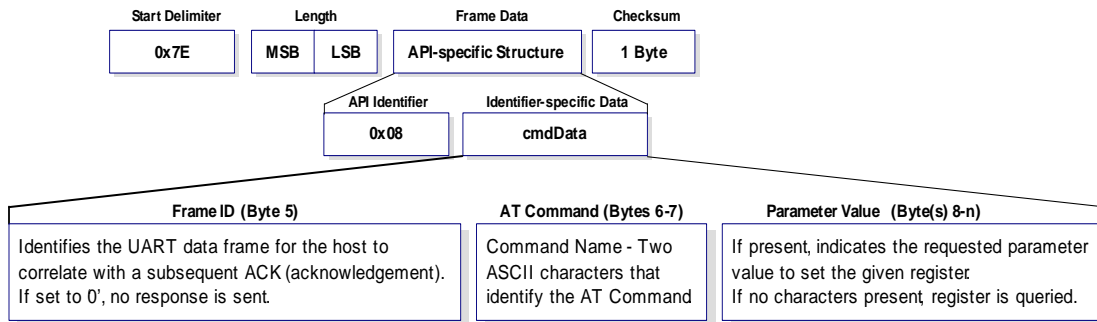 Start Delimiter Length Frame Data Checksum
0x7E MSB LSB API-specific Structure 1 Byte
API Identifier Identifier-specific Data
0x08 cmdData
Frame ID (Byte 5)
Identifies the UART data frame for the host to
correlate with a subsequent ACK (acknowledgement).
If set to 0’, no response is sent.
AT Command (Bytes 6-7)
Command Name - Two
ASCII characters that
identify the AT Command.
Parameter Value (Byte(s) 8-n)
If present, indicates the requested parameter
value to set the given register.
If no characters present, register is queried.